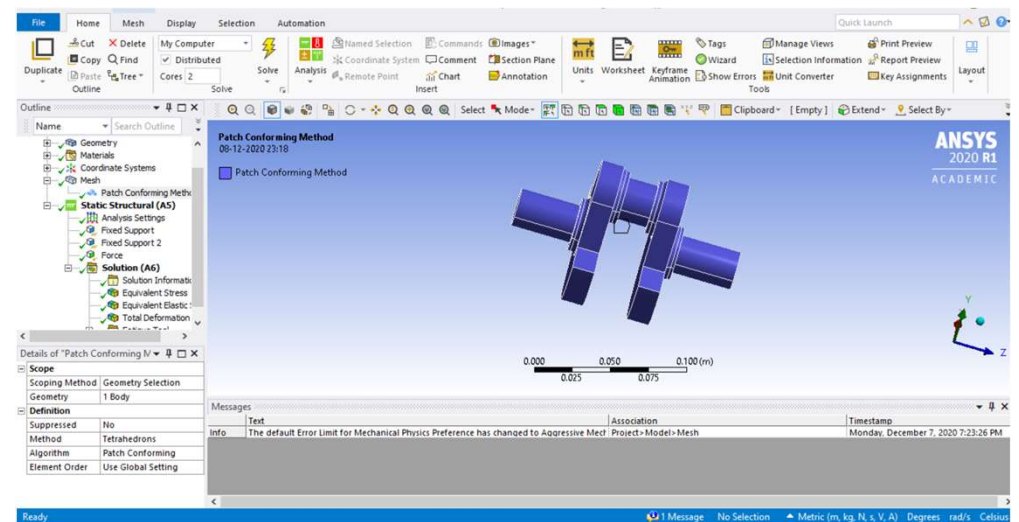 File Home Mesh Display Selection Automation Quick Launch
Duplicate
Cut
Copy
Paste
Delete
Find
Tree
Outline
My Computer
Distributed
Cores 2
Solve
Solve
Analysis
Named Selection
Coordinate System
Remote Point
Commands
Comment
Chart
Images
Section Plane
Annotation
Insert
Units
Worksheet
Keyframe
Animation
Tags
Wizard
Show Errors
Manage Views
Selection Information
Unit Converter
Print Preview
Report Preview
Key Assignments
Tools
Layout
Outline
Select Mode Clipboard [ Empty ] Extend Select By
Name Search Outline
Geometry
Materials
Coordinate Systems
Mesh
Patch Conforming Metho
Static Structural (A5)
Analysis Settings
Fixed Support
Fixed Support 2
Force
Solution (A6)
Solution Informatic
Equivalent Stress
Equivalent Elastic
Total Deformation
Details of "Patch Conforming M
Scope
Scoping Method Geometry Selection
Geometry 1 Body
Definition
Suppressed No
Method Tetrahedrons
Algorithm Patch Conforming
Element Order Use Global Setting
Patch Conforming Method
08-12-2020 23:18
Patch Conforming Method
ANSYS
2020 R1
ACADEMIC
Y
Z
0.000 0.050 0.100 (m)
0.025 0.075
Messages
Text Association Timestamp
Info The default Error Limit for Mechanical Physics Preference has changed to Aggressive Mech Project>Model>Mesh Monday, December 7, 2020 7:23:26 PM
Ready 1 Message No Selection Metric (m, kg, N, s, V, A) Degrees rad/s Celsius